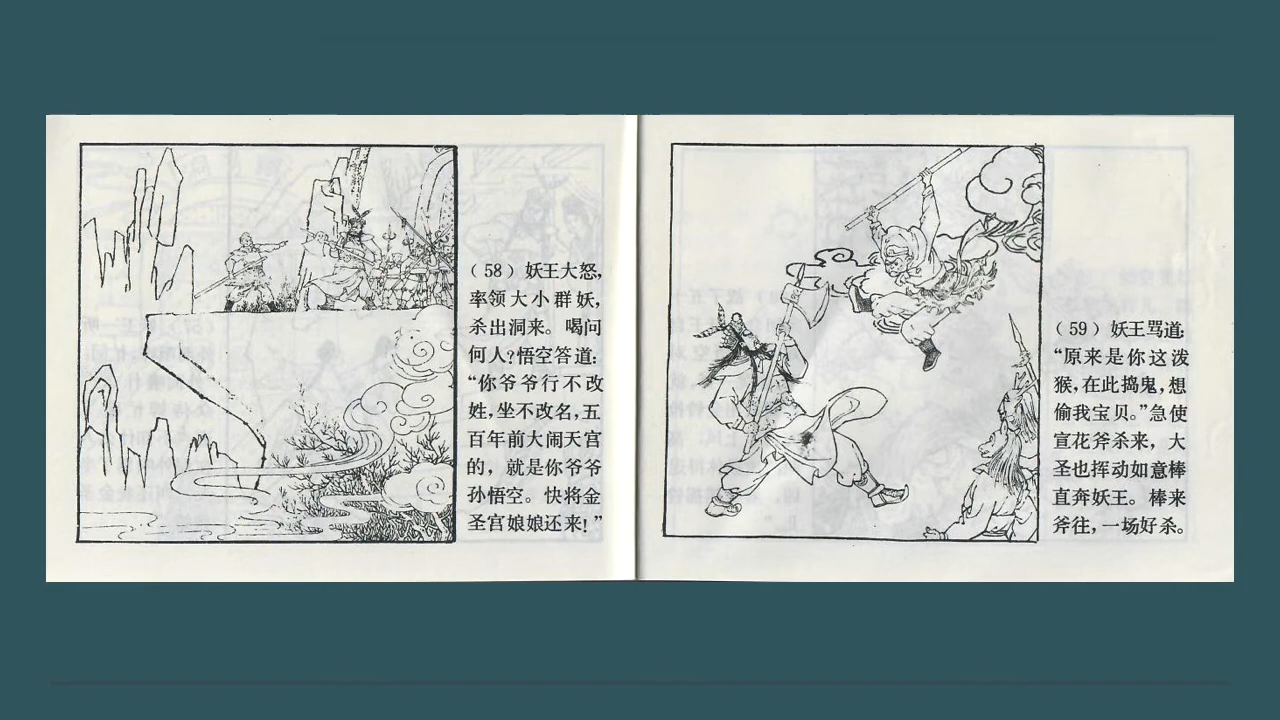 （58）妖王大怒，
率领大小群妖，
杀出洞来。喝问
何人？悟空答道：
“你爷爷行不改
姓，坐不改名，五
百年前大闹天宫
的，就是你爷爷
孙悟空。快将金
圣宫娘娘还来！”
（59）妖王骂道：
“原来是你这泼
猴，在此捣鬼，想
偷我宝贝。”急使
宣花斧杀来，大
圣也挥动如意棒
直奔妖王。棒来
斧往，一场好杀。